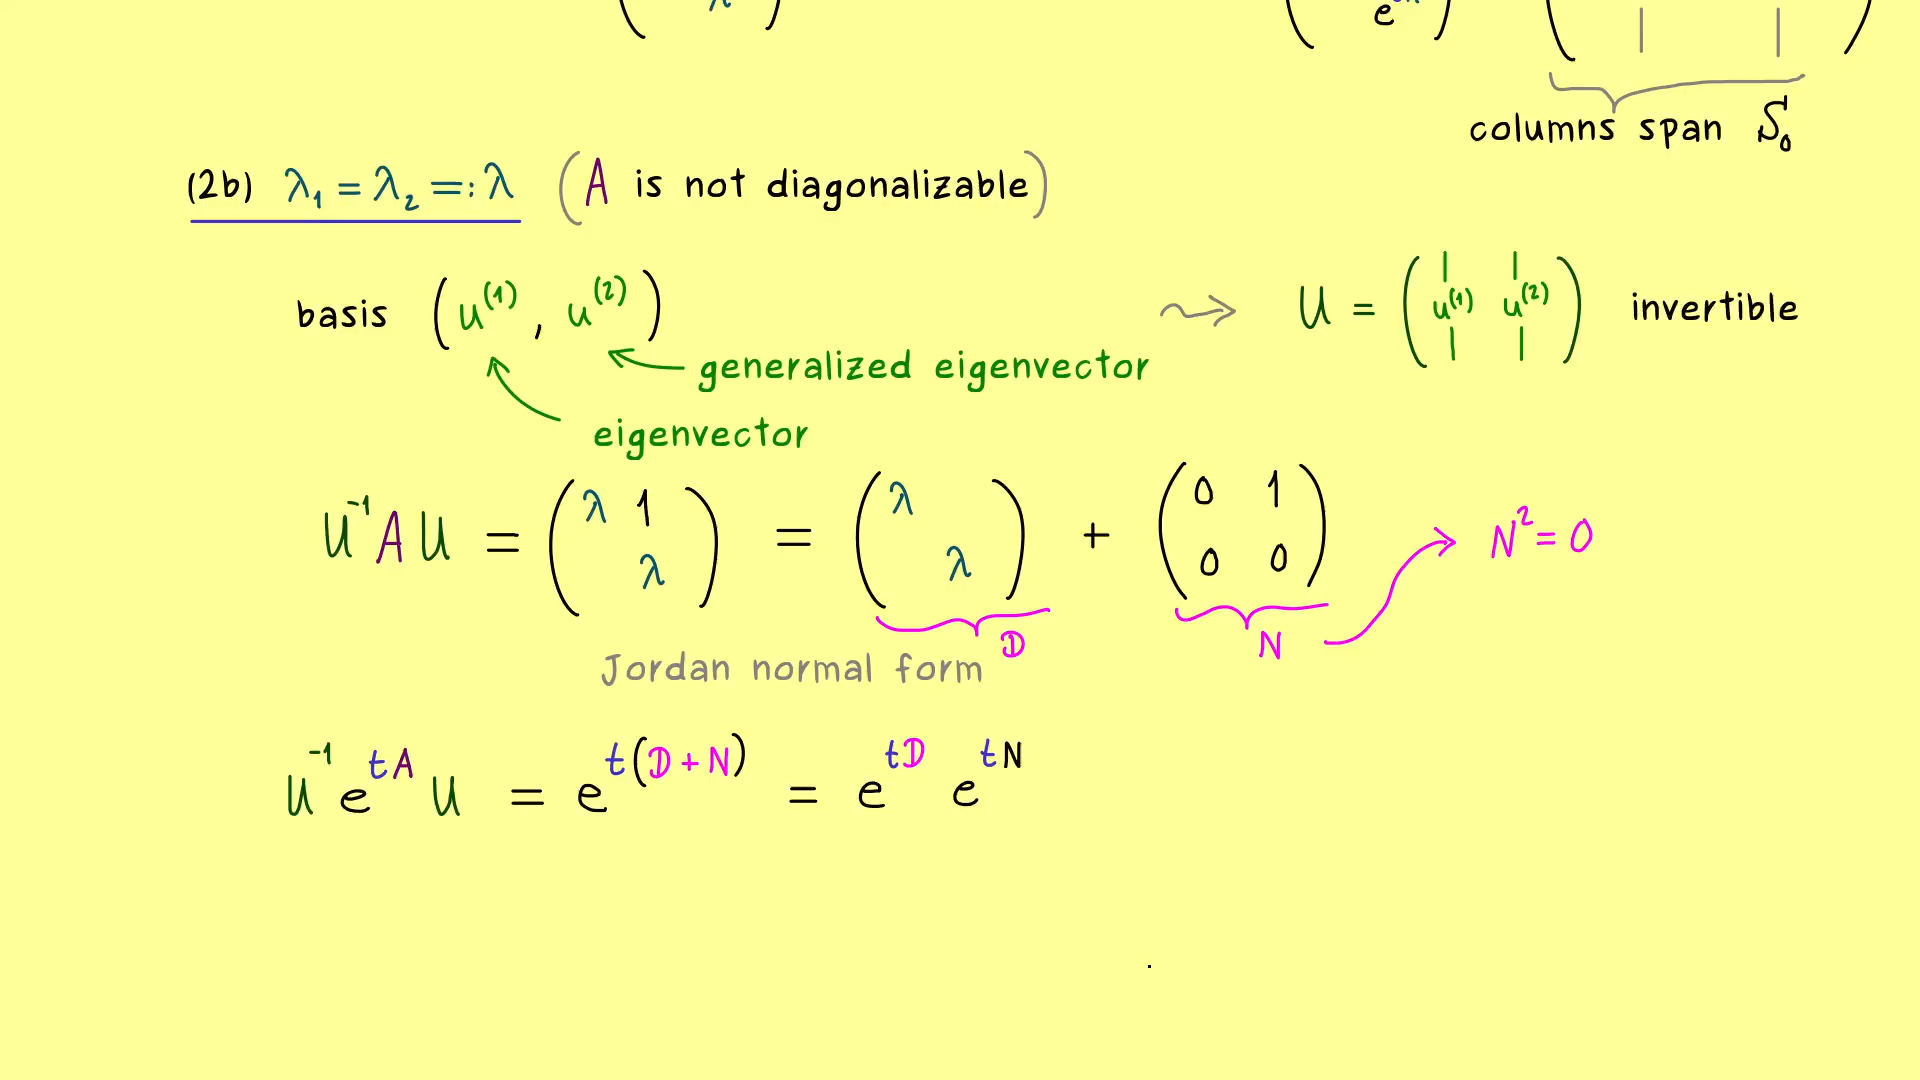 λ
e
columns span S₀
(2b) λ₁ = λ₂ =: λ (A is not diagonalizable)
basis (u⁽¹⁾, u⁽²⁾) ⇝ U = (u⁽¹⁾ u⁽²⁾) invertible
generalized eigenvector
eigenvector
U⁻¹AU = (λ 1
λ) = (λ
λ) + (0 1
0 0) N² = 0
D N
Jordan normal form
U⁻¹ e^{tA} U = e^{t(D+N)} = e^{tD} e^{tN}